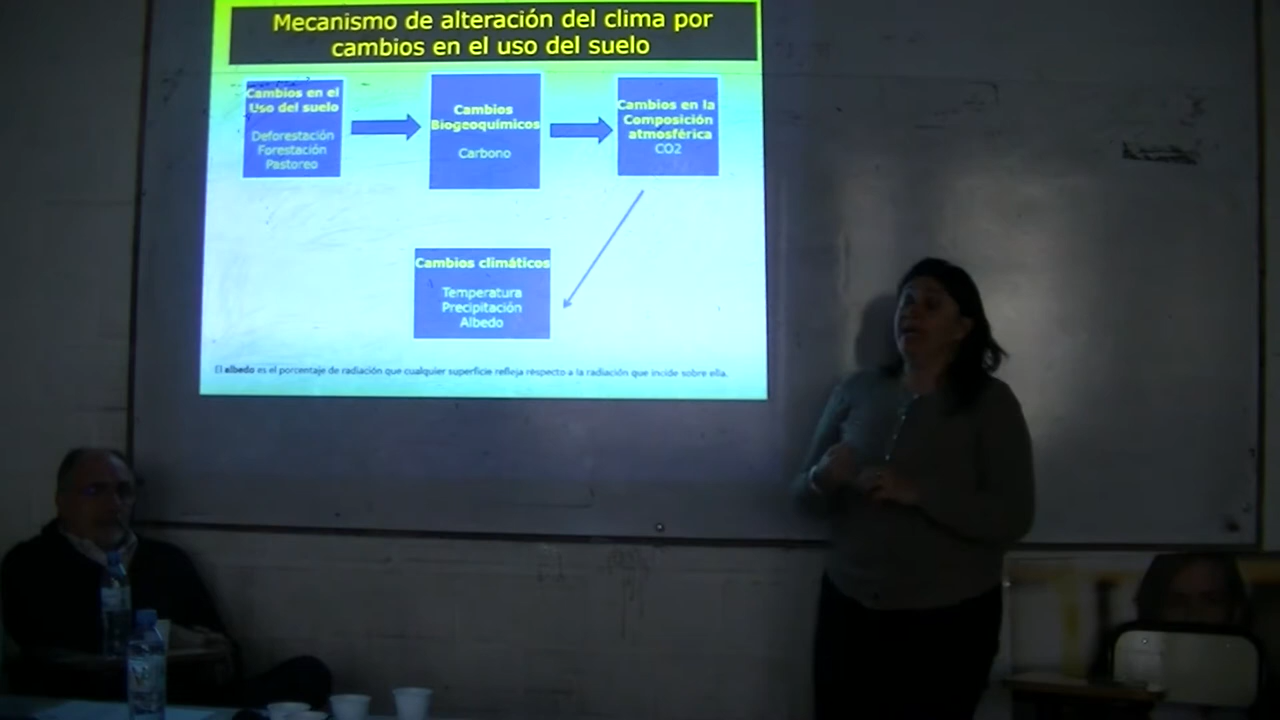 Mecanismo de alteración del clima por
cambios en el uso del suelo
Cambios en el
Uso del suelo
Deforestación
Forestación
Pastoreo
Cambios
Biogeoquímicos
Carbono
Cambios en la
Composición
atmosférica
CO2
Cambios climáticos
Temperatura
Precipitación
Albedo
El albedo es el porcentaje de radiación que cualquier superficie refleja respecto a la radiación que incide sobre ella.